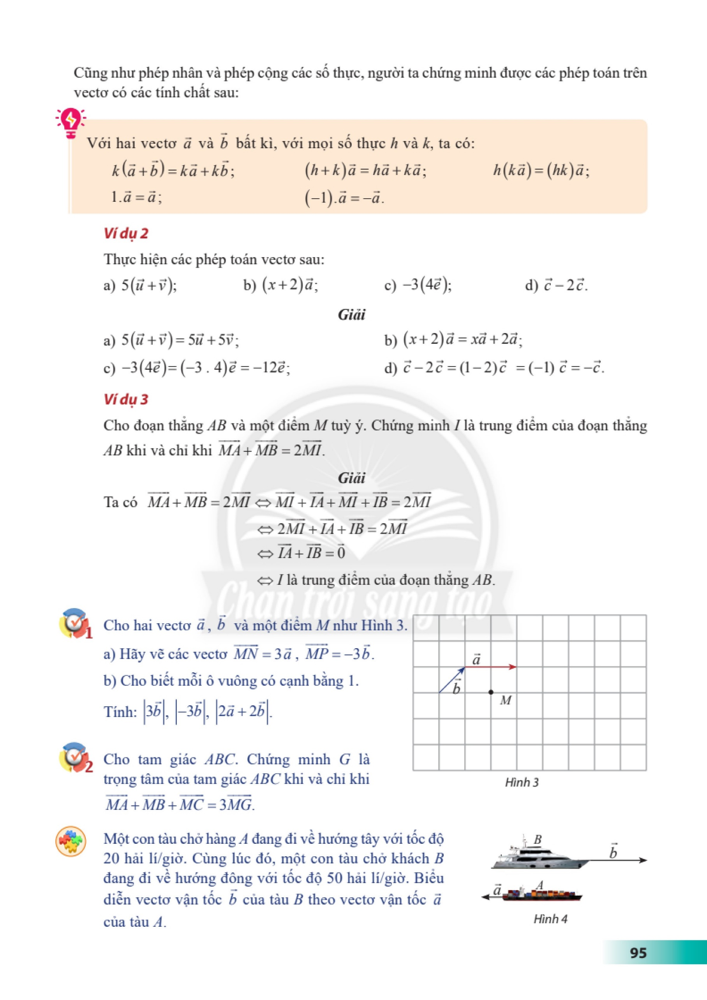 Cũng như phép nhân và phép cộng các số thực, người ta chứng minh được các phép toán trên
vectơ có các tính chất sau:
Với hai vectơ $\vec{a}$ và $\vec{b}$ bất kì, với mọi số thực h và k, ta có:
$k(\vec{a}+\vec{b}) = k\vec{a}+k\vec{b}$; $(h+k)\vec{a} = h\vec{a}+k\vec{a}$; $h(k\vec{a}) = (hk)\vec{a}$;
$1.\vec{a} = \vec{a}$; $(-1).\vec{a} = -\vec{a}$.
Ví dụ 2
Thực hiện các phép toán vectơ sau:
a) $5(\vec{u}+\vec{v})$; b) $(x+2)\vec{a}$; c) $-3(4\vec{e})$; d) $\vec{c}-2\vec{c}$.
Giải
a) $5(\vec{u}+\vec{v}) = 5\vec{u}+5\vec{v}$; b) $(x+2)\vec{a} = x\vec{a}+2\vec{a}$;
c) $-3(4\vec{e}) = (-3 . 4)\vec{e} = -12\vec{e}$; d) $\vec{c}-2\vec{c} = (1-2)\vec{c} = (-1)\vec{c} = -\vec{c}$.
Ví dụ 3
Cho đoạn thẳng AB và một điểm M tuỳ ý. Chứng minh I là trung điểm của đoạn thẳng
AB khi và chỉ khi $\overrightarrow{MA}+\overrightarrow{MB} = 2\overrightarrow{MI}$.
Giải
Ta có $\overrightarrow{MA}+\overrightarrow{MB} = 2\overrightarrow{MI} \Leftrightarrow \overrightarrow{MI}+\overrightarrow{IA}+\overrightarrow{MI}+\overrightarrow{IB} = 2\overrightarrow{MI}$
$\Leftrightarrow 2\overrightarrow{MI}+\overrightarrow{IA}+\overrightarrow{IB} = 2\overrightarrow{MI}$
$\Leftrightarrow \overrightarrow{IA}+\overrightarrow{IB} = \vec{0}$
$\Leftrightarrow$ I là trung điểm của đoạn thẳng AB.
Chân trời sáng tạo
1
Cho hai vectơ $\vec{a}$, $\vec{b}$ và một điểm M như Hình 3.
a) Hãy vẽ các vectơ $\overrightarrow{MN} = 3\vec{a}$, $\overrightarrow{MP} = -3\vec{b}$.
b) Cho biết mỗi ô vuông có cạnh bằng 1.
Tính: $|3\vec{b}|$, $|-3\vec{b}|$, $|2\vec{a}+2\vec{b}|$.
$\vec{a}$
$\vec{b}$
M
Hình 3
2
Cho tam giác ABC. Chứng minh G là
trọng tâm của tam giác ABC khi và chỉ khi
$\overrightarrow{MA}+\overrightarrow{MB}+\overrightarrow{MC} = 3\overrightarrow{MG}$.
Một con tàu chở hàng A đang đi về hướng tây với tốc độ
20 hải lí/giờ. Cùng lúc đó, một con tàu chở khách B
đang đi về hướng đông với tốc độ 50 hải lí/giờ. Biểu
diễn vectơ vận tốc $\vec{b}$ của tàu B theo vectơ vận tốc $\vec{a}$
của tàu A.
B
$\vec{b}$
$\vec{a}$
A
Hình 4
95